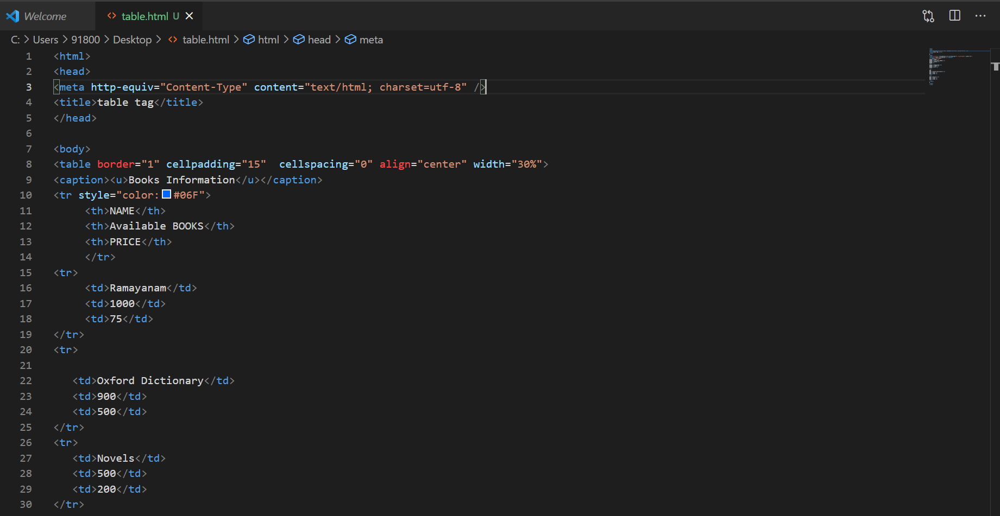 Welcome table.html U
C: > Users > 91800 > Desktop > table.html > html > head > meta
1 <html>
2 <head>
3 <meta http-equiv="Content-Type" content="text/html; charset=utf-8" />
4 <title>table tag</title>
5 </head>
6
7 <body>
8 <table border="1" cellpadding="15"  cellspacing="0" align="center" width="30%">
9 <caption><u>Books Information</u></caption>
10 <tr style="color:#06F">
11      <th>NAME</th>
12      <th>Available BOOKS</th>
13      <th>PRICE</th>
14      </tr>
15 <tr>
16      <td>Ramayanam</td>
17      <td>1000</td>
18      <td>75</td>
19 </tr>
20 <tr>
21
22    <td>Oxford Dictionary</td>
23    <td>900</td>
24    <td>500</td>
25 </tr>
26 <tr>
27    <td>Novels</td>
28    <td>500</td>
29    <td>200</td>
30 </tr>